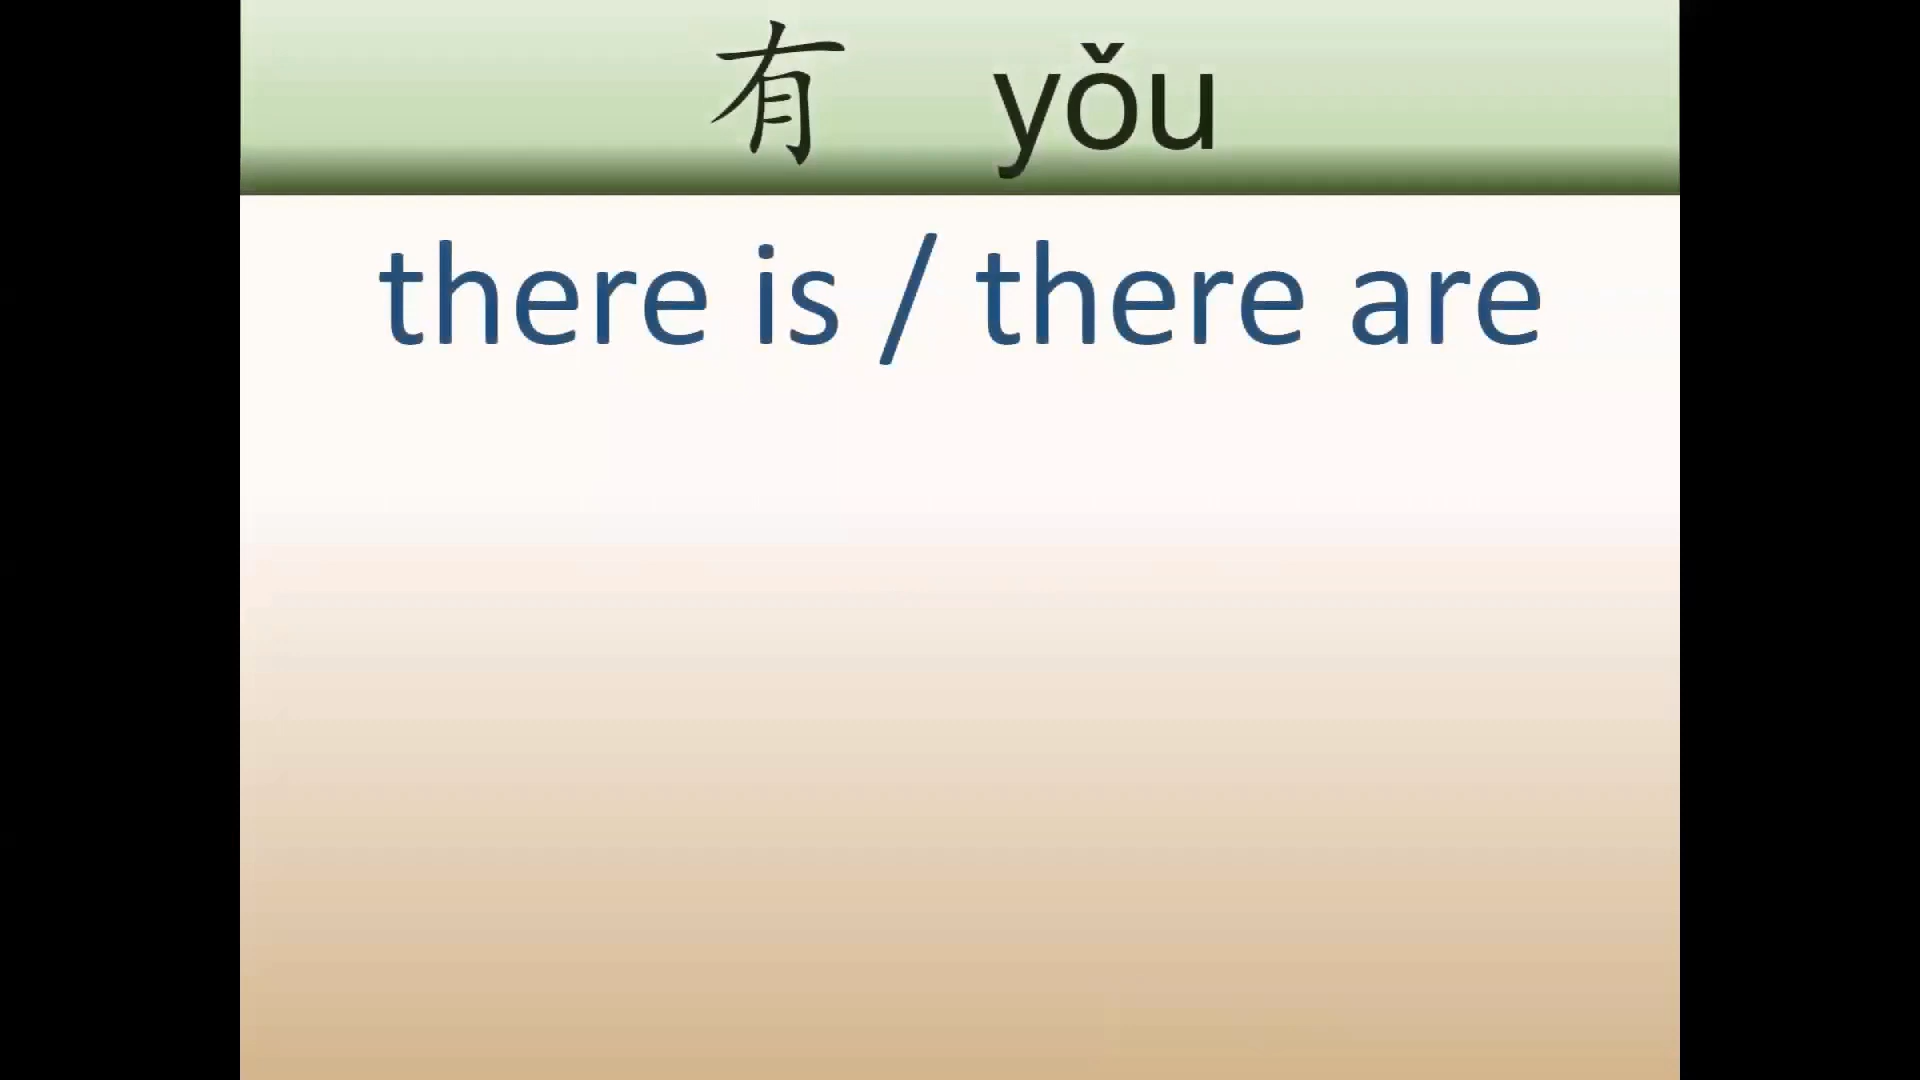 有 yǒu
there is / there are